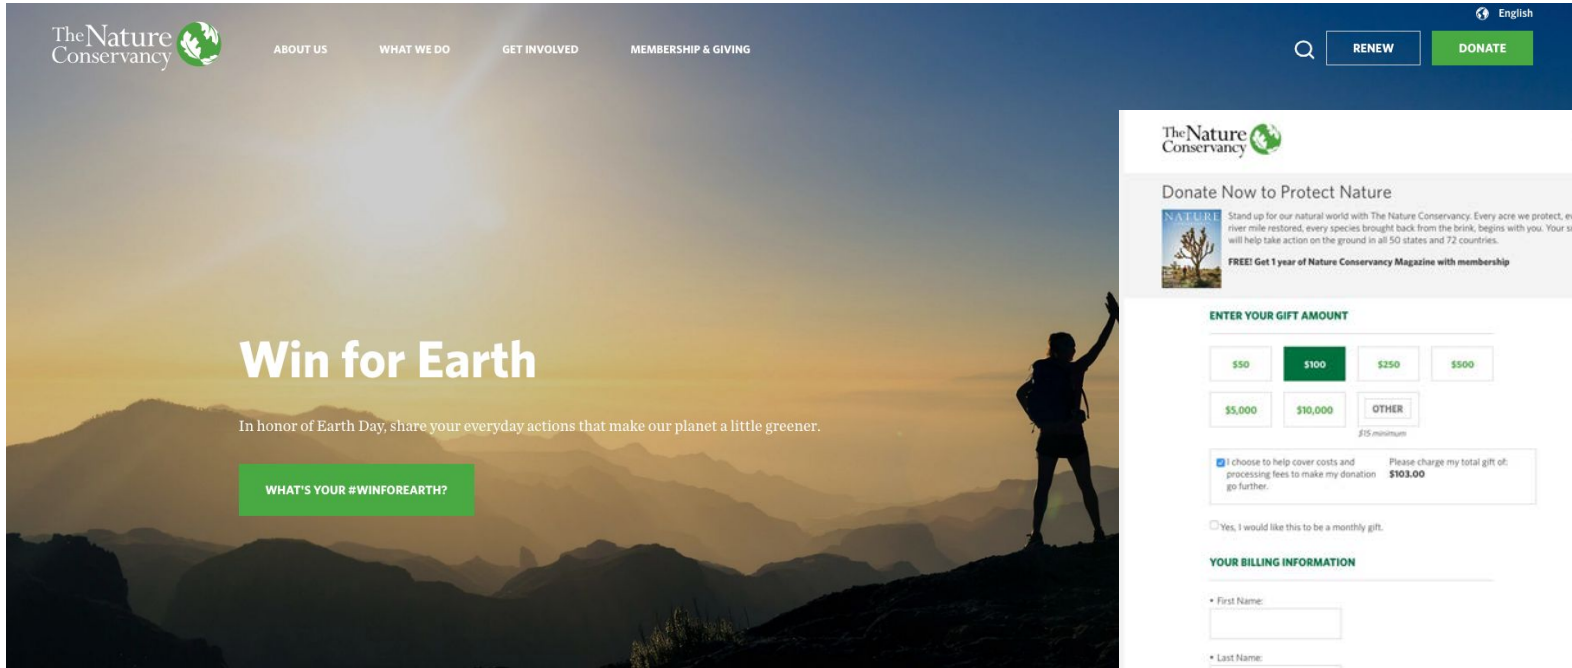 English
The Nature
Conservancy
ABOUT US
WHAT WE DO
GET INVOLVED
MEMBERSHIP & GIVING
RENEW
DONATE
Win for Earth
In honor of Earth Day, share your everyday actions that make our planet a little greener.
WHAT'S YOUR #WINFOREARTH?
The Nature
Conservancy
Donate Now to Protect Nature
NATURE
Stand up for our natural world with The Nature Conservancy. Every acre we protect,
river mile restored, every species brought back from the brink, begins with you. Your
will help take action on the ground in all 50 states and 72 countries.
FREE! Get 1 year of Nature Conservancy Magazine with membership
ENTER YOUR GIFT AMOUNT
$50
$100
$250
$500
$5,000
$10,000
OTHER
$15 minimum
I choose to help cover costs and
processing fees to make my donation
go further.
Please charge my total gift of:
$103.00
Yes, I would like this to be a monthly gift.
YOUR BILLING INFORMATION
• First Name:
• Last Name: